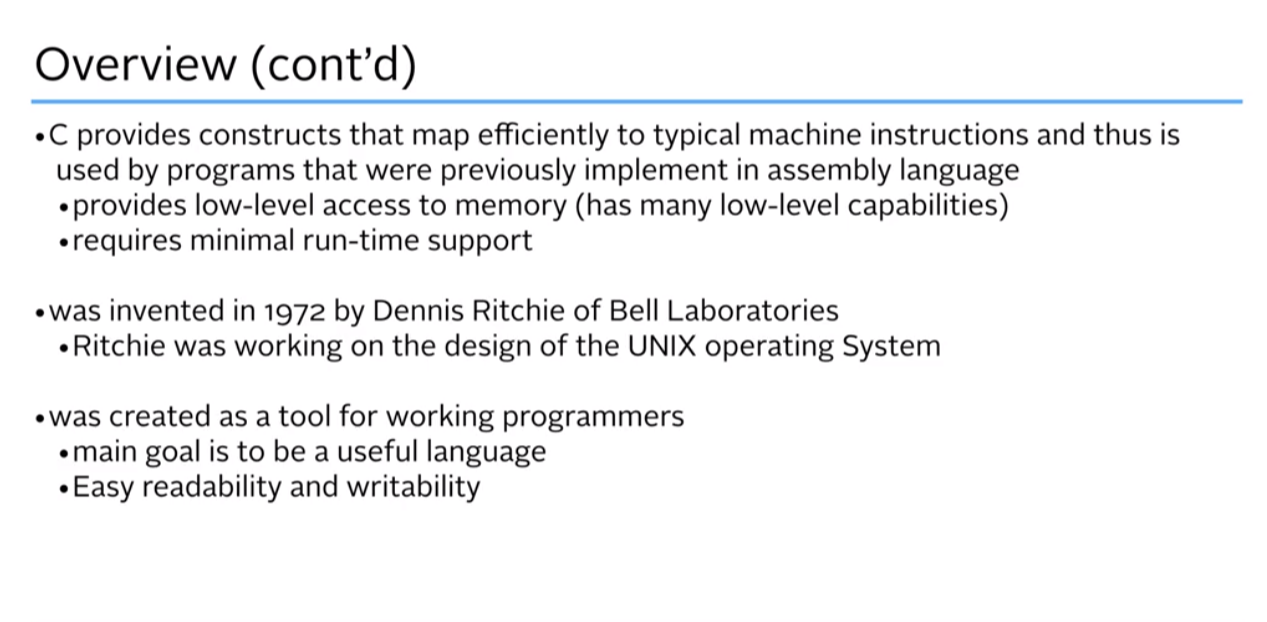 Overview (cont’d)
•C provides constructs that map efficiently to typical machine instructions and thus is
used by programs that were previously implement in assembly language
•provides low-level access to memory (has many low-level capabilities)
•requires minimal run-time support
•was invented in 1972 by Dennis Ritchie of Bell Laboratories
•Ritchie was working on the design of the UNIX operating System
•was created as a tool for working programmers
•main goal is to be a useful language
•Easy readability and writability